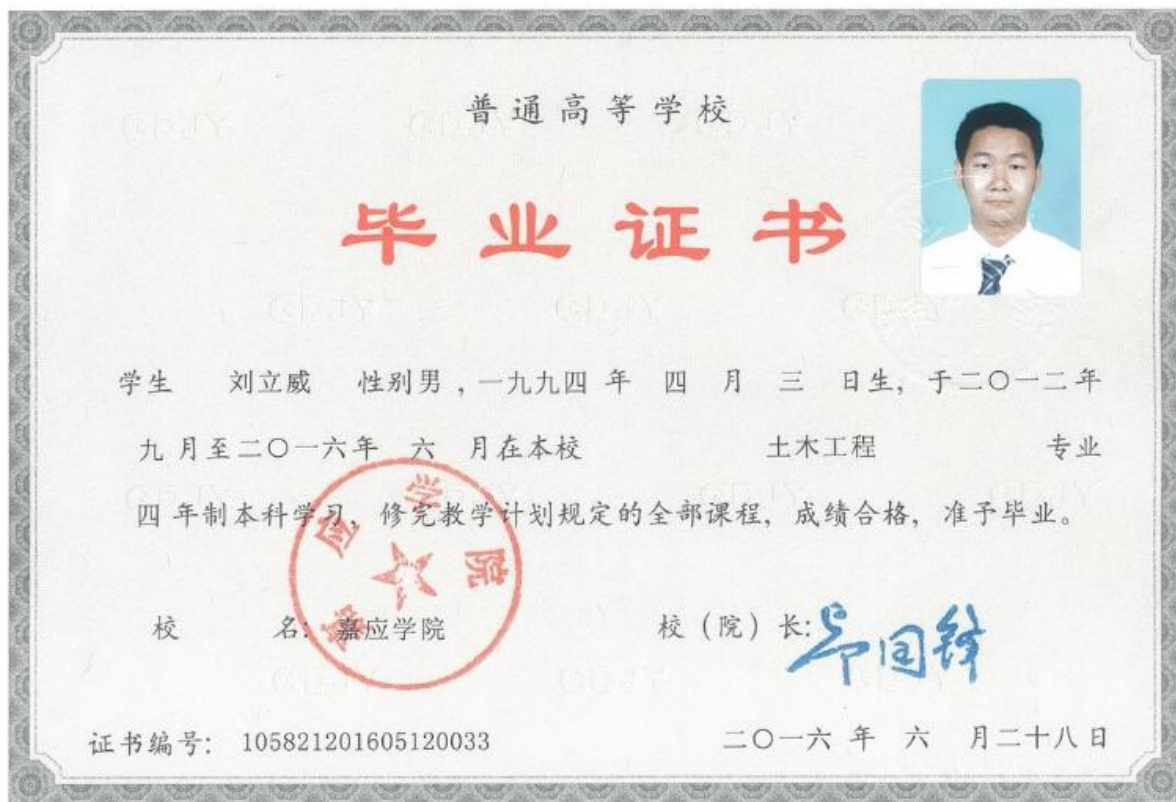 普通高等学校
毕业证书
学生 刘立威 性别男，一九九四 年 四 月 三 日生，于二〇一二年
九 月至二〇一六年 六 月在本校 土木工程 专业
四 年制本科学习，修完教学计划规定的全部课程，成绩合格，准予毕业。
嘉应学院
校 名：嘉应学院 校（院）长：
证书编号：105821201605120033 二〇一六 年 六 月二十八日